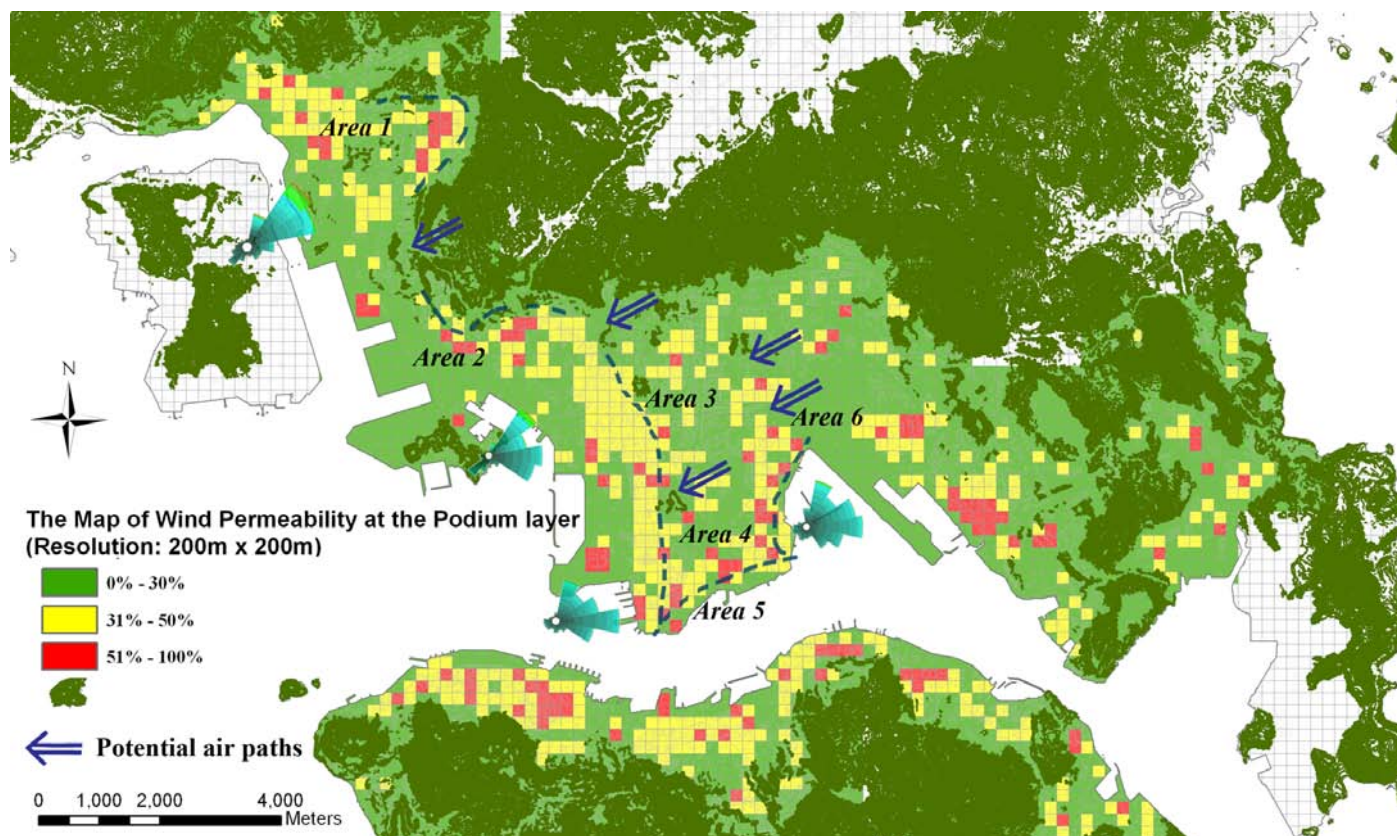 Area 1
Area 2
Area 3
Area 6
N
Area 4
Area 5
The Map of Wind Permeability at the Podium layer
(Resolution: 200m x 200m)
0% - 30%
31% - 50%
51% - 100%
Potential air paths
0 1,000 2,000 4,000
Meters